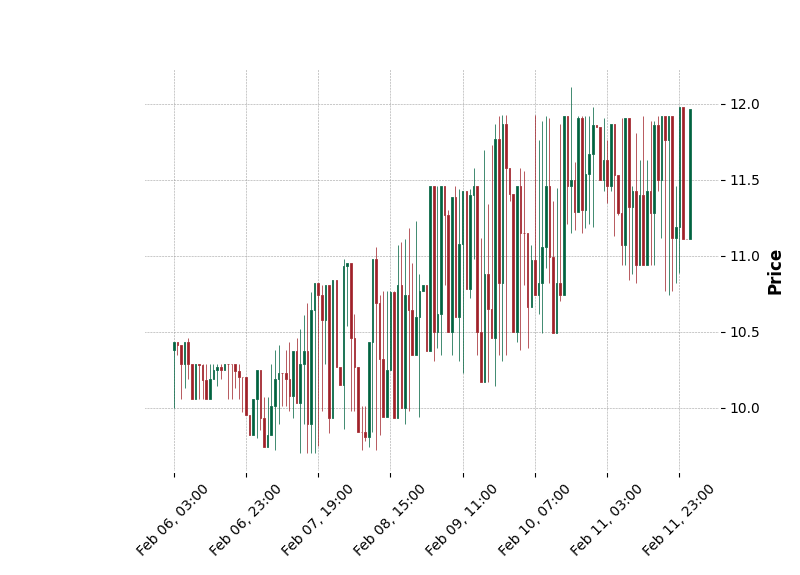 12.0
11.5
11.0
10.5
10.0
Price
Feb 06, 03:00
Feb 06, 23:00
Feb 07, 19:00
Feb 08, 15:00
Feb 09, 11:00
Feb 10, 07:00
Feb 11, 03:00
Feb 11, 23:00